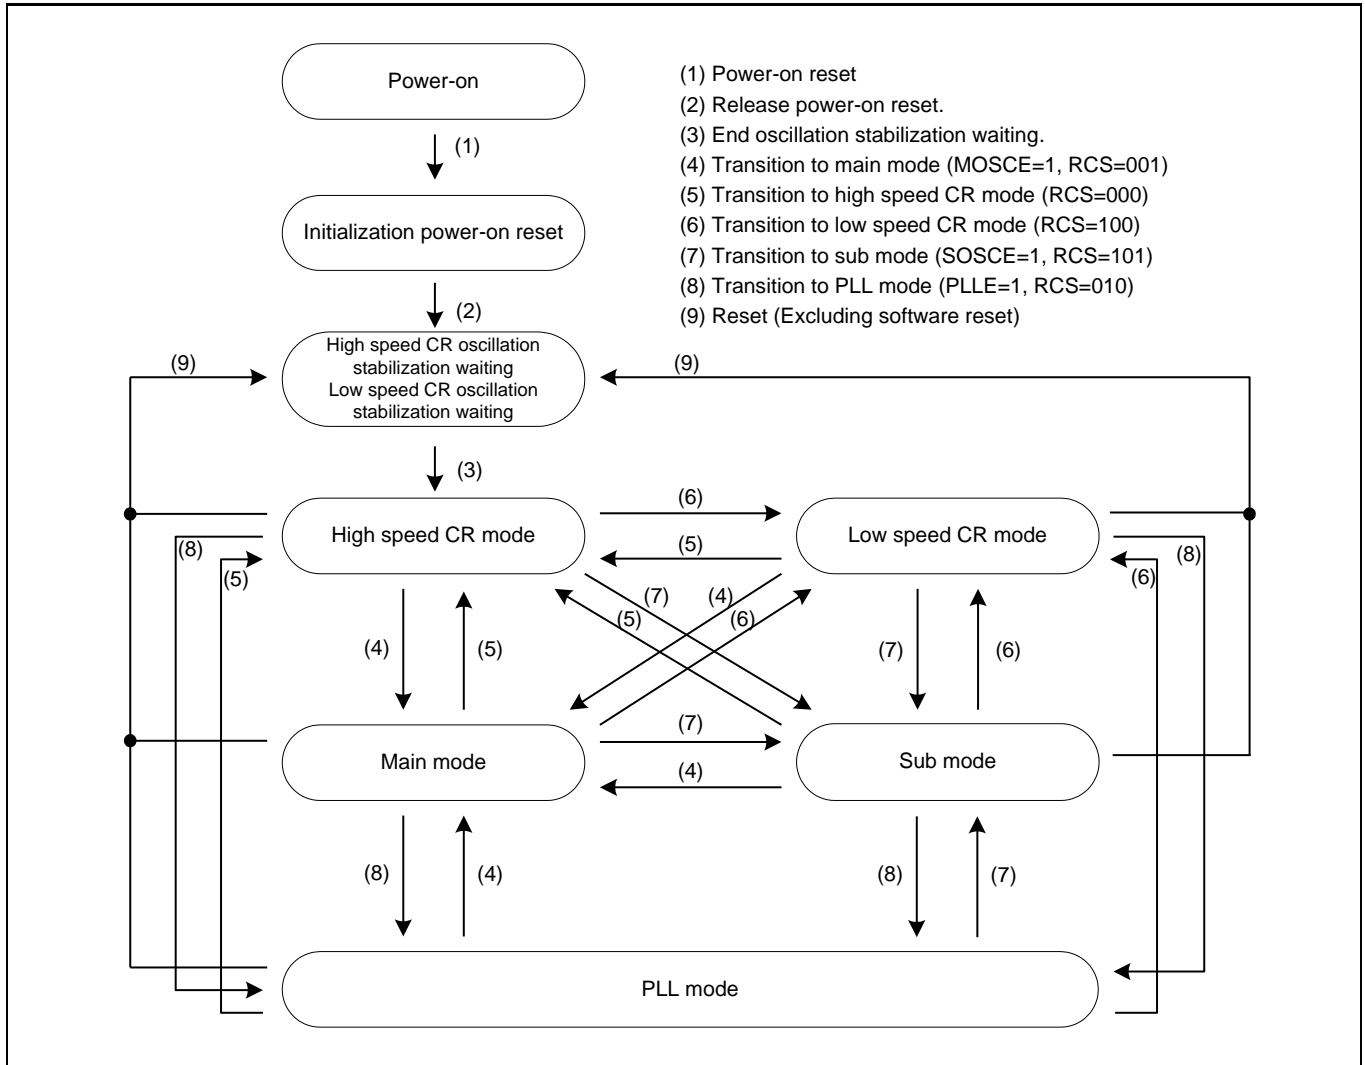 Power-on
(1) Power-on reset
(2) Release power-on reset.
(3) End oscillation stabilization waiting.
(4) Transition to main mode (MOSCE=1, RCS=001)
(5) Transition to high speed CR mode (RCS=000)
(6) Transition to low speed CR mode (RCS=100)
(7) Transition to sub mode (SOSCE=1, RCS=101)
(8) Transition to PLL mode (PLLE=1, RCS=010)
(9) Reset (Excluding software reset)
(1)
Initialization power-on reset
(2)
High speed CR oscillation
stabilization waiting
Low speed CR oscillation
stabilization waiting
(9)
(9)
(3)
High speed CR mode
(6)
(5)
Low speed CR mode
(8)
(5)
(8)
(6)
(7)
(4)
(5)
(6)
(4)
(5)
(7)
(6)
Main mode
(7)
(4)
Sub mode
(8)
(4)
(8)
(7)
PLL mode